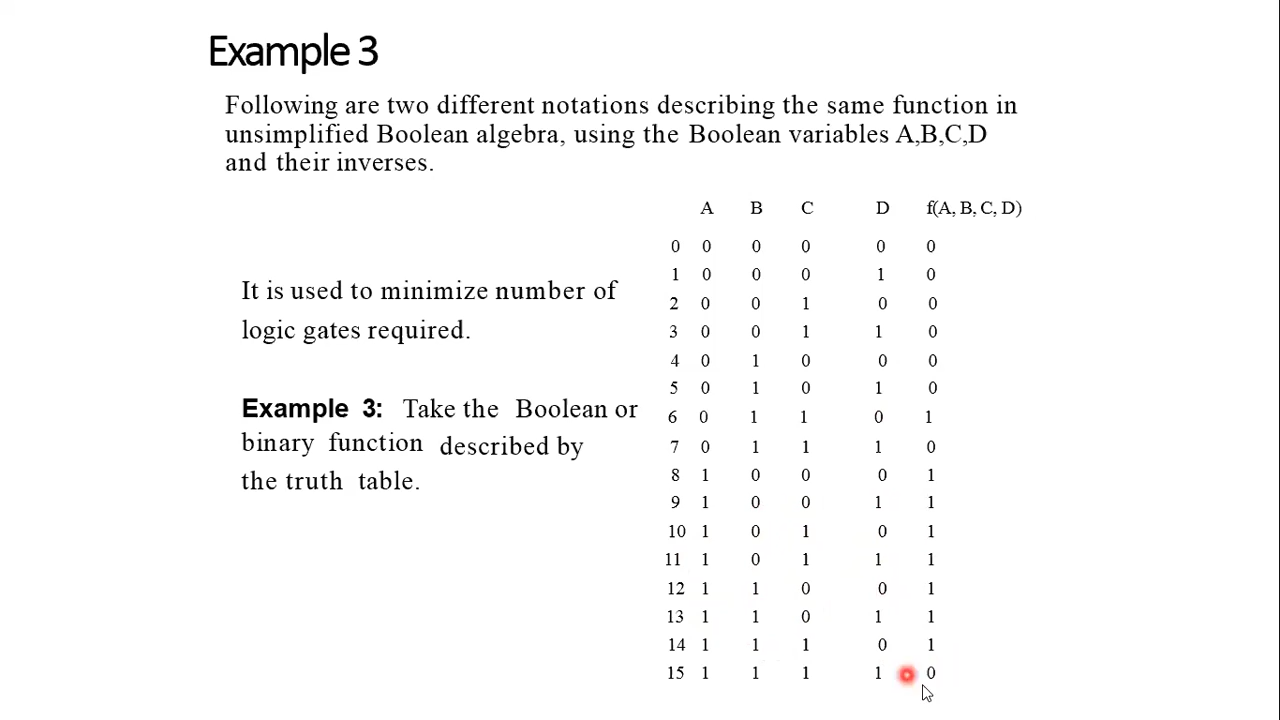 Example 3
Following are two different notations describing the same function in
unsimplified Boolean algebra, using the Boolean variables A,B,C,D
and their inverses.
It is used to minimize number of
logic gates required.
Example 3: Take the Boolean or
binary function described by
the truth table.
A B C D f(A, B, C, D)
0 0 0 0 0 0
1 0 0 0 1 0
2 0 0 1 0 0
3 0 0 1 1 0
4 0 1 0 0 0
5 0 1 0 1 0
6 0 1 1 0 1
7 0 1 1 1 0
8 1 0 0 0 1
9 1 0 0 1 1
10 1 0 1 0 1
11 1 0 1 1 1
12 1 1 0 0 1
13 1 1 0 1 1
14 1 1 1 0 1
15 1 1 1 1 0